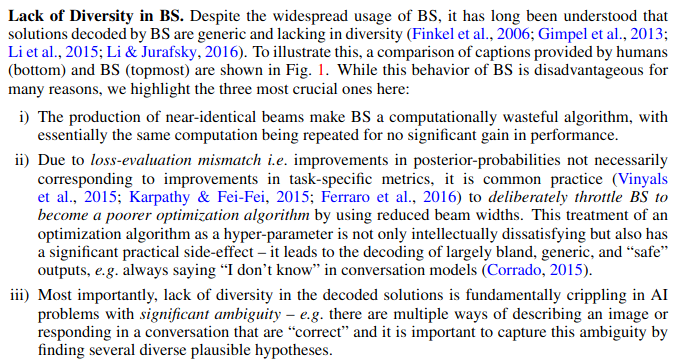 Lack of Diversity in BS. Despite the widespread usage of BS, it has long been understood that
solutions decoded by BS are generic and lacking in diversity (Finkel et al., 2006; Gimpel et al., 2013;
Li et al., 2015; Li & Jurafsky, 2016). To illustrate this, a comparison of captions provided by humans
(bottom) and BS (topmost) are shown in Fig. 1. While this behavior of BS is disadvantageous for
many reasons, we highlight the three most crucial ones here:
i) The production of near-identical beams make BS a computationally wasteful algorithm, with
essentially the same computation being repeated for no significant gain in performance.
ii) Due to loss-evaluation mismatch i.e. improvements in posterior-probabilities not necessarily
corresponding to improvements in task-specific metrics, it is common practice (Vinyals
et al., 2015; Karpathy & Fei-Fei, 2015; Ferraro et al., 2016) to deliberately throttle BS to
become a poorer optimization algorithm by using reduced beam widths. This treatment of an
optimization algorithm as a hyper-parameter is not only intellectually dissatisfying but also has
a significant practical side-effect – it leads to the decoding of largely bland, generic, and “safe”
outputs, e.g. always saying “I don’t know” in conversation models (Corrado, 2015).
iii) Most importantly, lack of diversity in the decoded solutions is fundamentally crippling in AI
problems with significant ambiguity – e.g. there are multiple ways of describing an image or
responding in a conversation that are “correct” and it is important to capture this ambiguity by
finding several diverse plausible hypotheses.